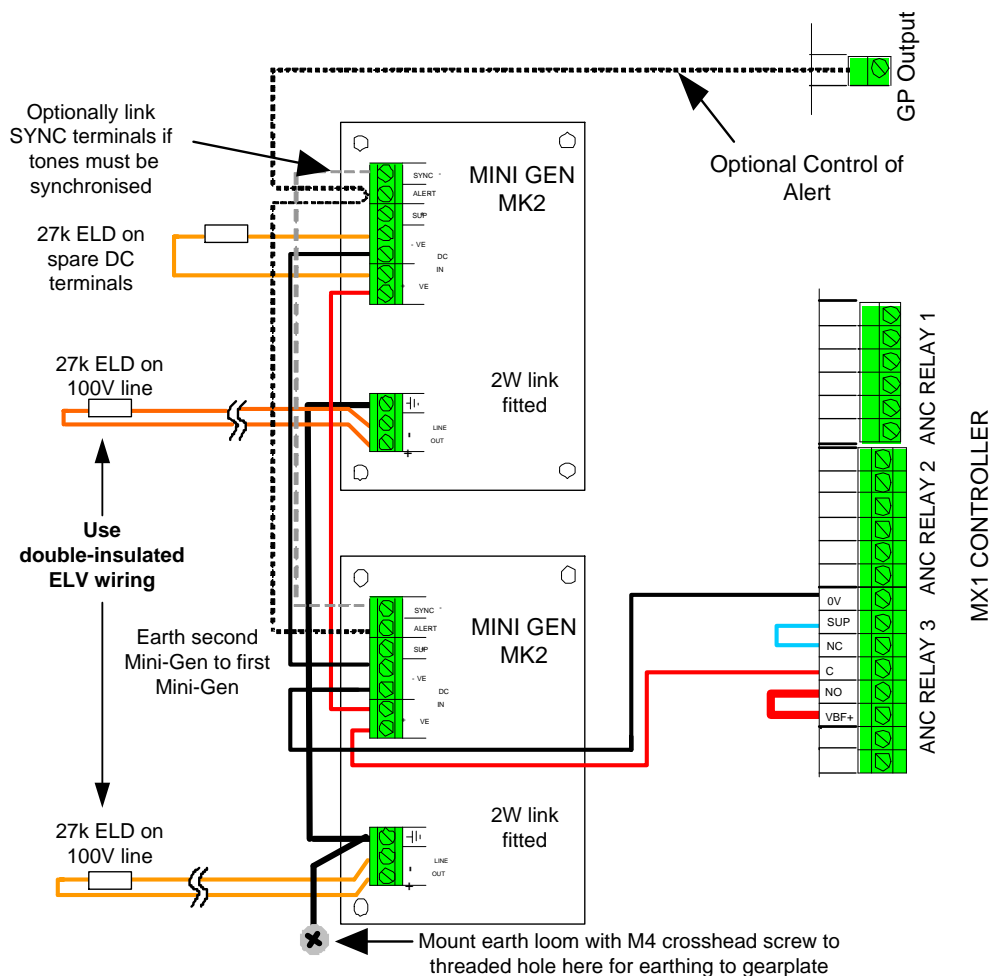 GP Output
Optionally link
SYNC terminals if
tones must be
synchronised
Optional Control of
Alert
MINI GEN
MK2
SYNC -
ALERT
SUP +
- VE
DC
IN
+ VE
27k ELD on
spare DC
terminals
27k ELD on
100V line
2W link
fitted
LINE
OUT
-
+
Use
double-insulated
ELV wiring
Earth second
Mini-Gen to first
Mini-Gen
MINI GEN
MK2
SYNC -
ALERT
SUP +
- VE
DC
IN
+ VE
27k ELD on
100V line
2W link
fitted
LINE
OUT
-
+
ANC RELAY 1
ANC RELAY 2
ANC RELAY 3
0V
SUP
NC
C
NO
VBF+
MX1 CONTROLLER
Mount earth loom with M4 crosshead screw to
threaded hole here for earthing to gearplate